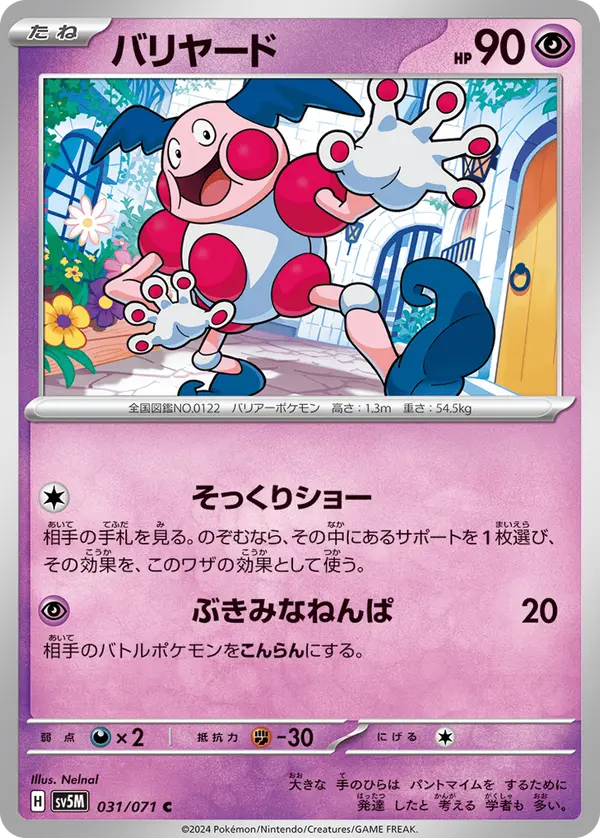 たね バリヤード HP 90
全国図鑑NO.0122 バリアーポケモン 高さ:1.3m 重さ:54.5kg
そっくりショー
相手の手札を見る。のぞむなら、その中にあるサポートを1枚選び、
その効果を、このワザの効果として使う。
ぶきみなねんぱ 20
相手のバトルポケモンをこんらんにする。
弱点 ×2 抵抗力 -30 にげる
Illus. Nelnal
大きな 手のひらは パントマイムを するために
発達 したと 考える 学者も 多い。
H sv5M 031/071 C
©2024 Pokémon/Nintendo/Creatures/GAME FREAK.